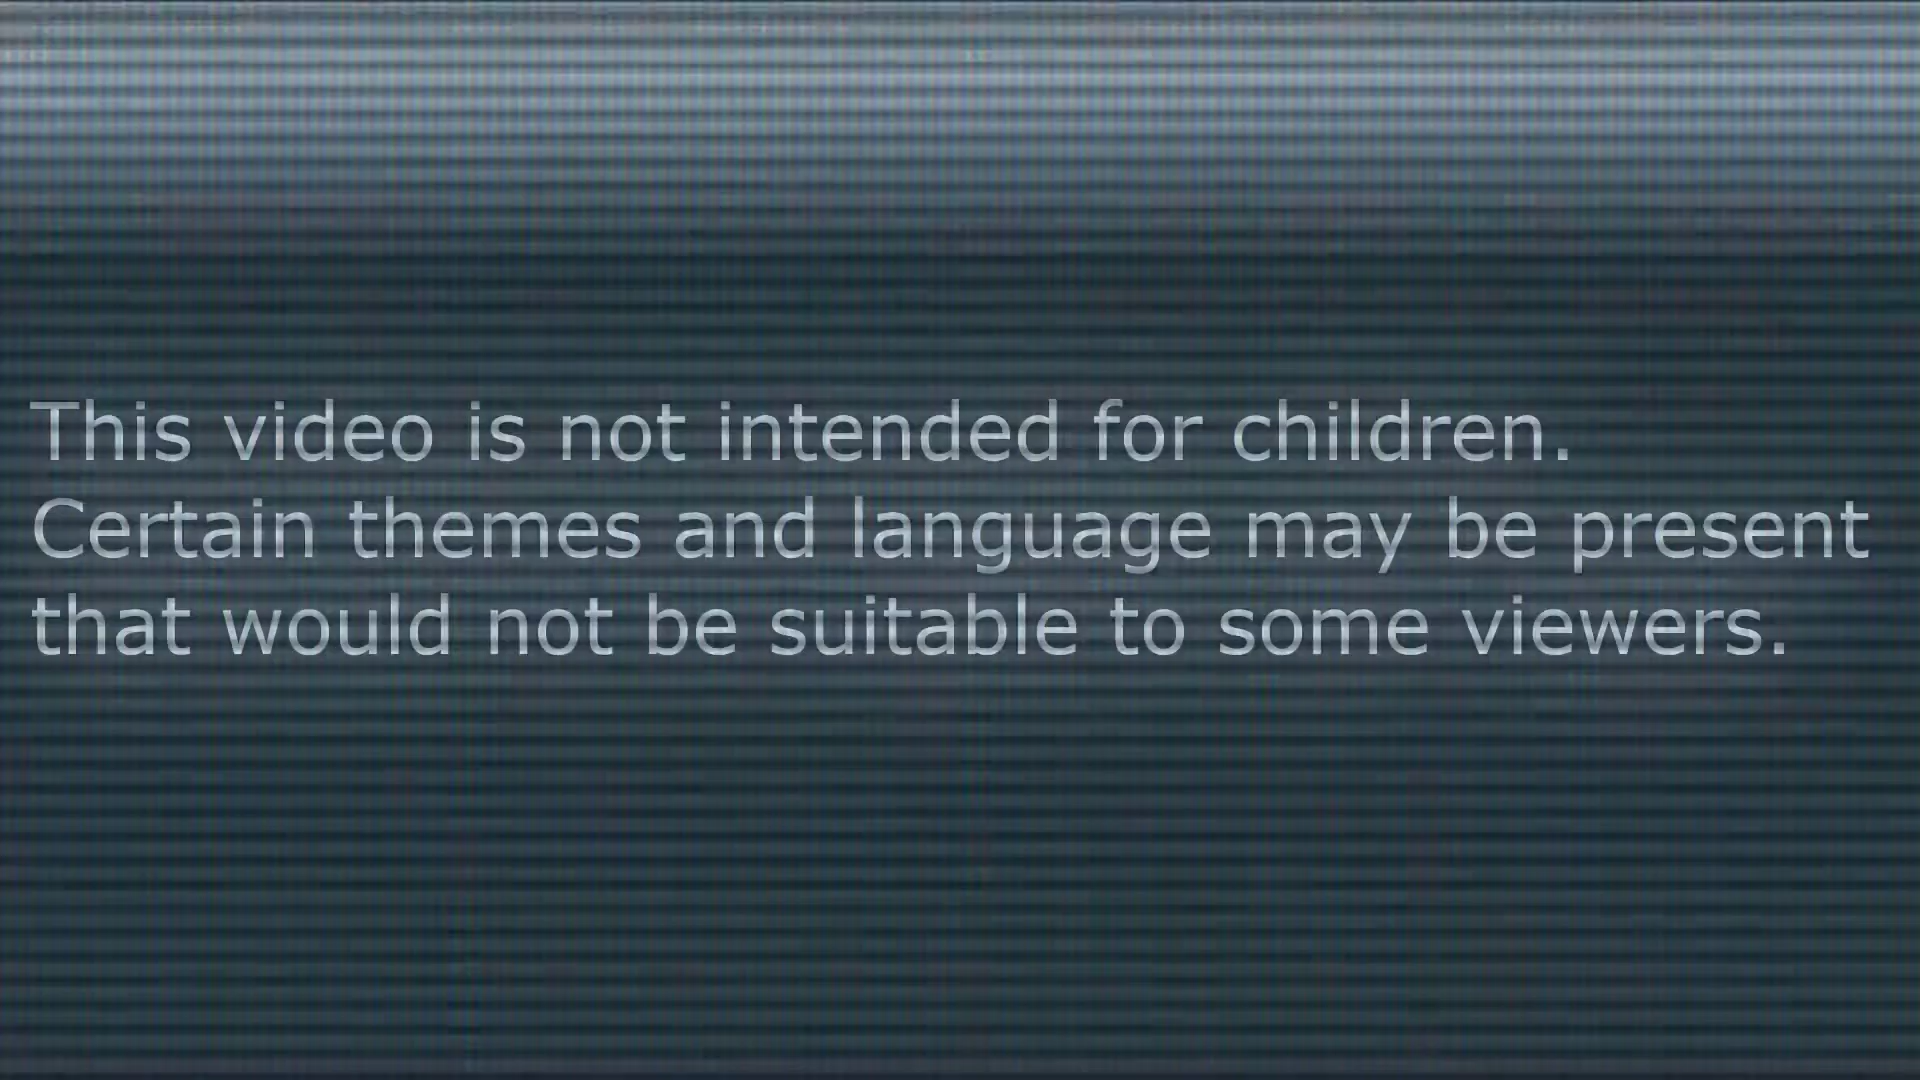 This video is not intended for children.
Certain themes and language may be present
that would not be suitable to some viewers.